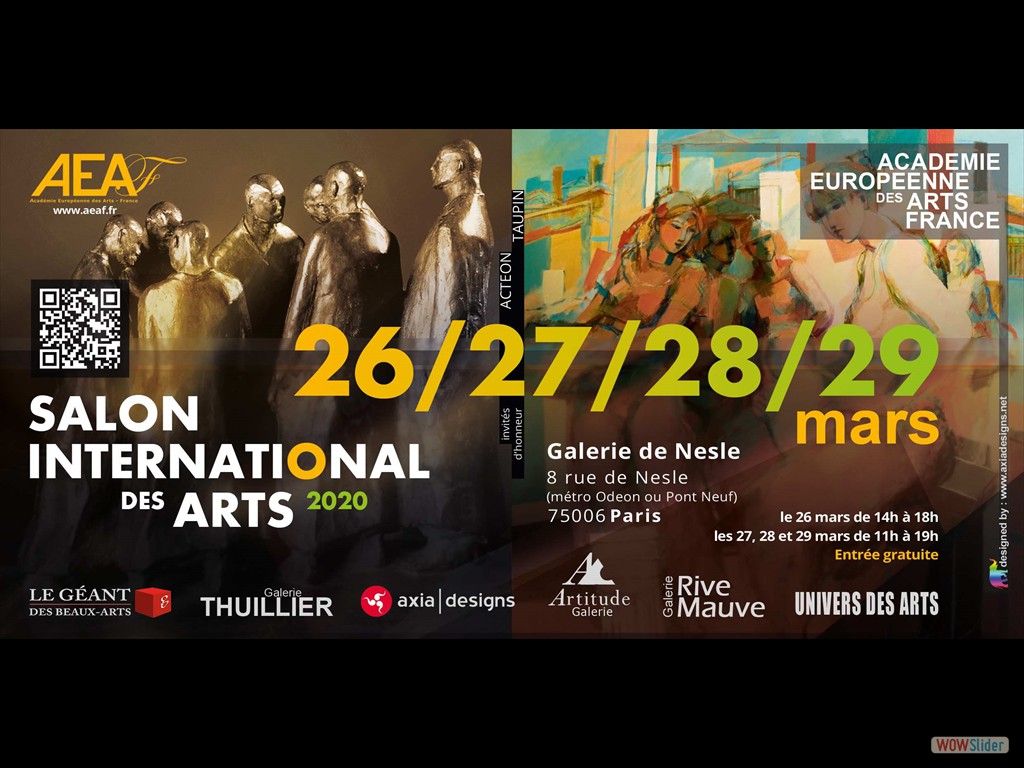 AEAF
Académie Européenne des Arts - France
www.aeaf.fr
SALON
INTERNATIONAL
DES ARTS 2020
26/27/28/29
mars
ACTEON TAUPIN
invités
d'honneur
ACADEMIE
EUROPEENNE
DES ARTS
FRANCE
Galerie de Nesle
8 rue de Nesle
(métro Odeon ou Pont Neuf)
75006 Paris
le 26 mars de 14h à 18h
les 27, 28 et 29 mars de 11h à 19h
Entrée gratuite
LE GÉANT
DES BEAUX-ARTS
&
Galerie
THUILLIER
axia|designs
Artitude
Galerie
Galerie
Rive
Mauve
UNIVERS DES ARTS
designed by : www.axiadesigns.net
WOWSlider